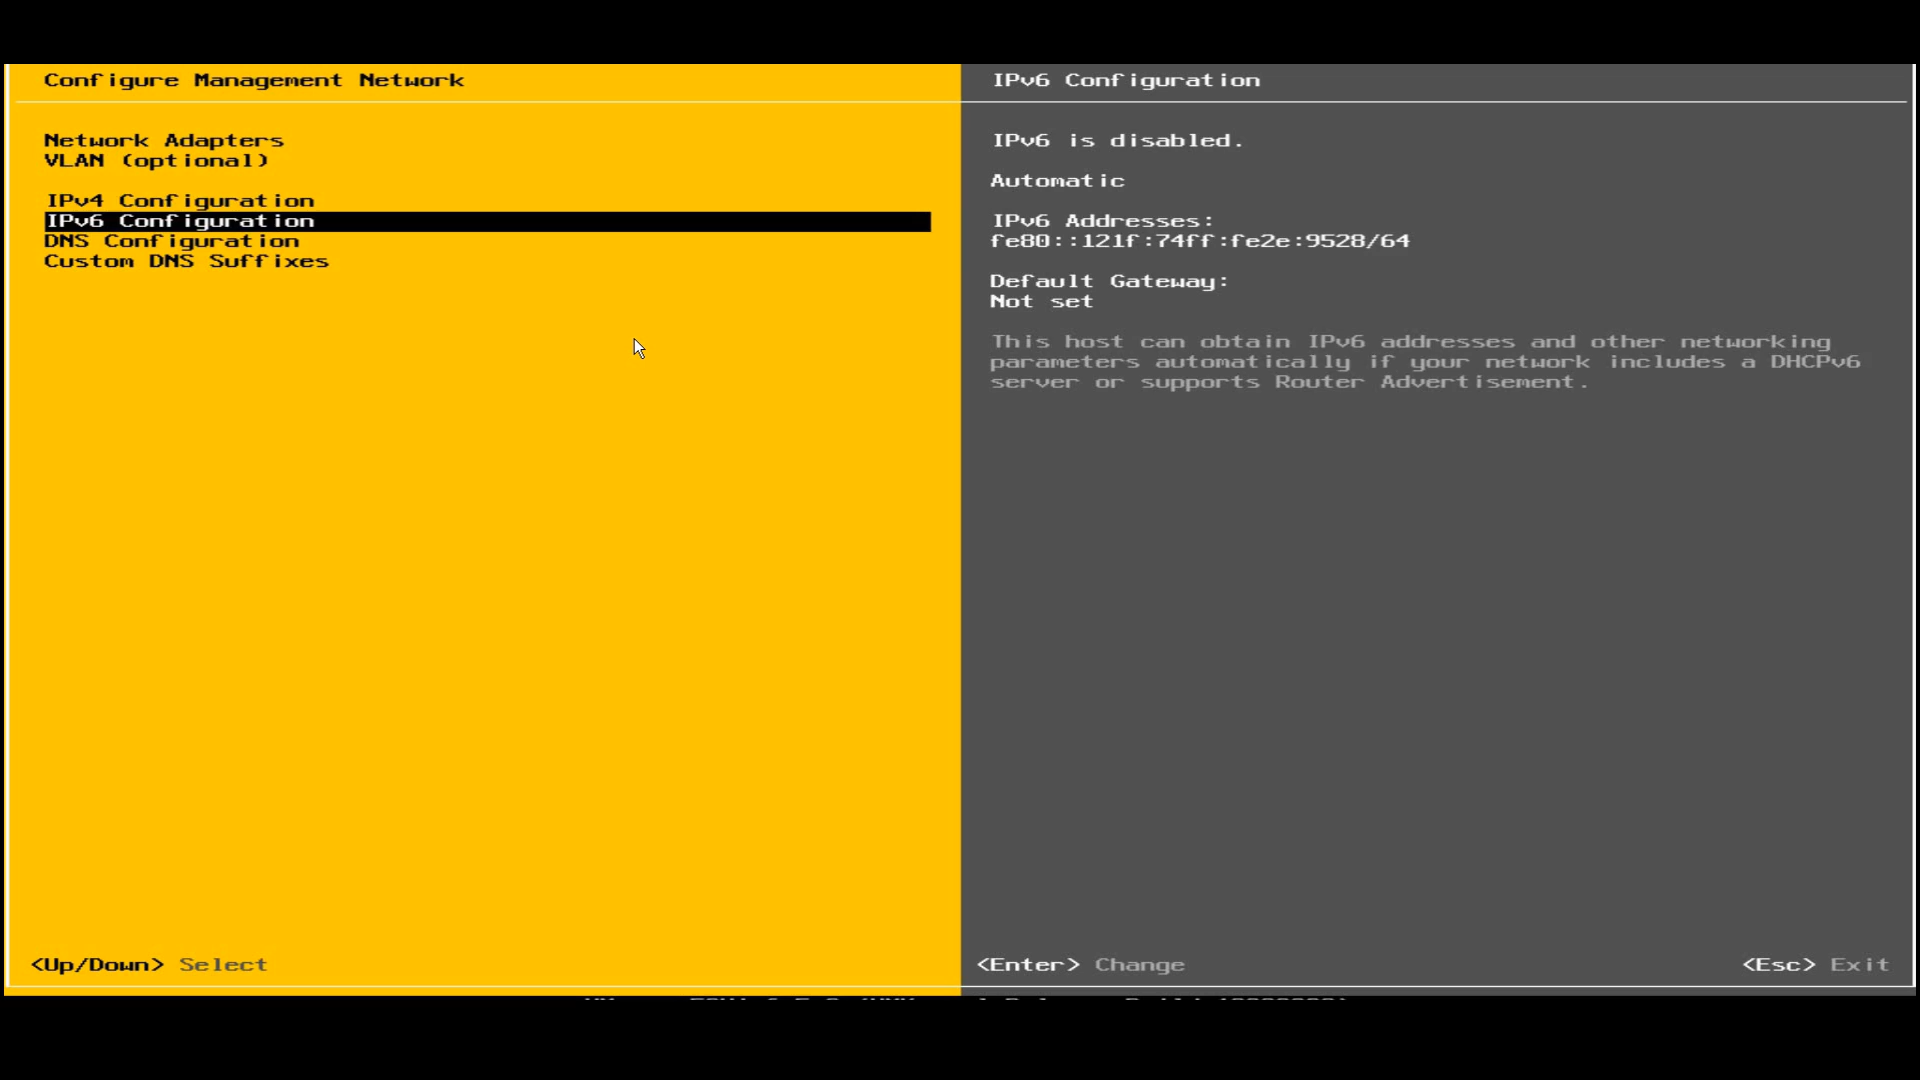 Configure Management Network
Network Adapters
VLAN (optional)
IPv4 Configuration
IPv6 Configuration
DNS Configuration
Custom DNS Suffixes
<Up/Down> Select
IPv6 Configuration
IPv6 is disabled.
Automatic
IPv6 Addresses:
fe80::121f:74ff:fe2e:9528/64
Default Gateway:
Not set
This host can obtain IPv6 addresses and other networking
parameters automatically if your network includes a DHCPv6
server or supports Router Advertisement.
<Enter> Change
<Esc> Exit